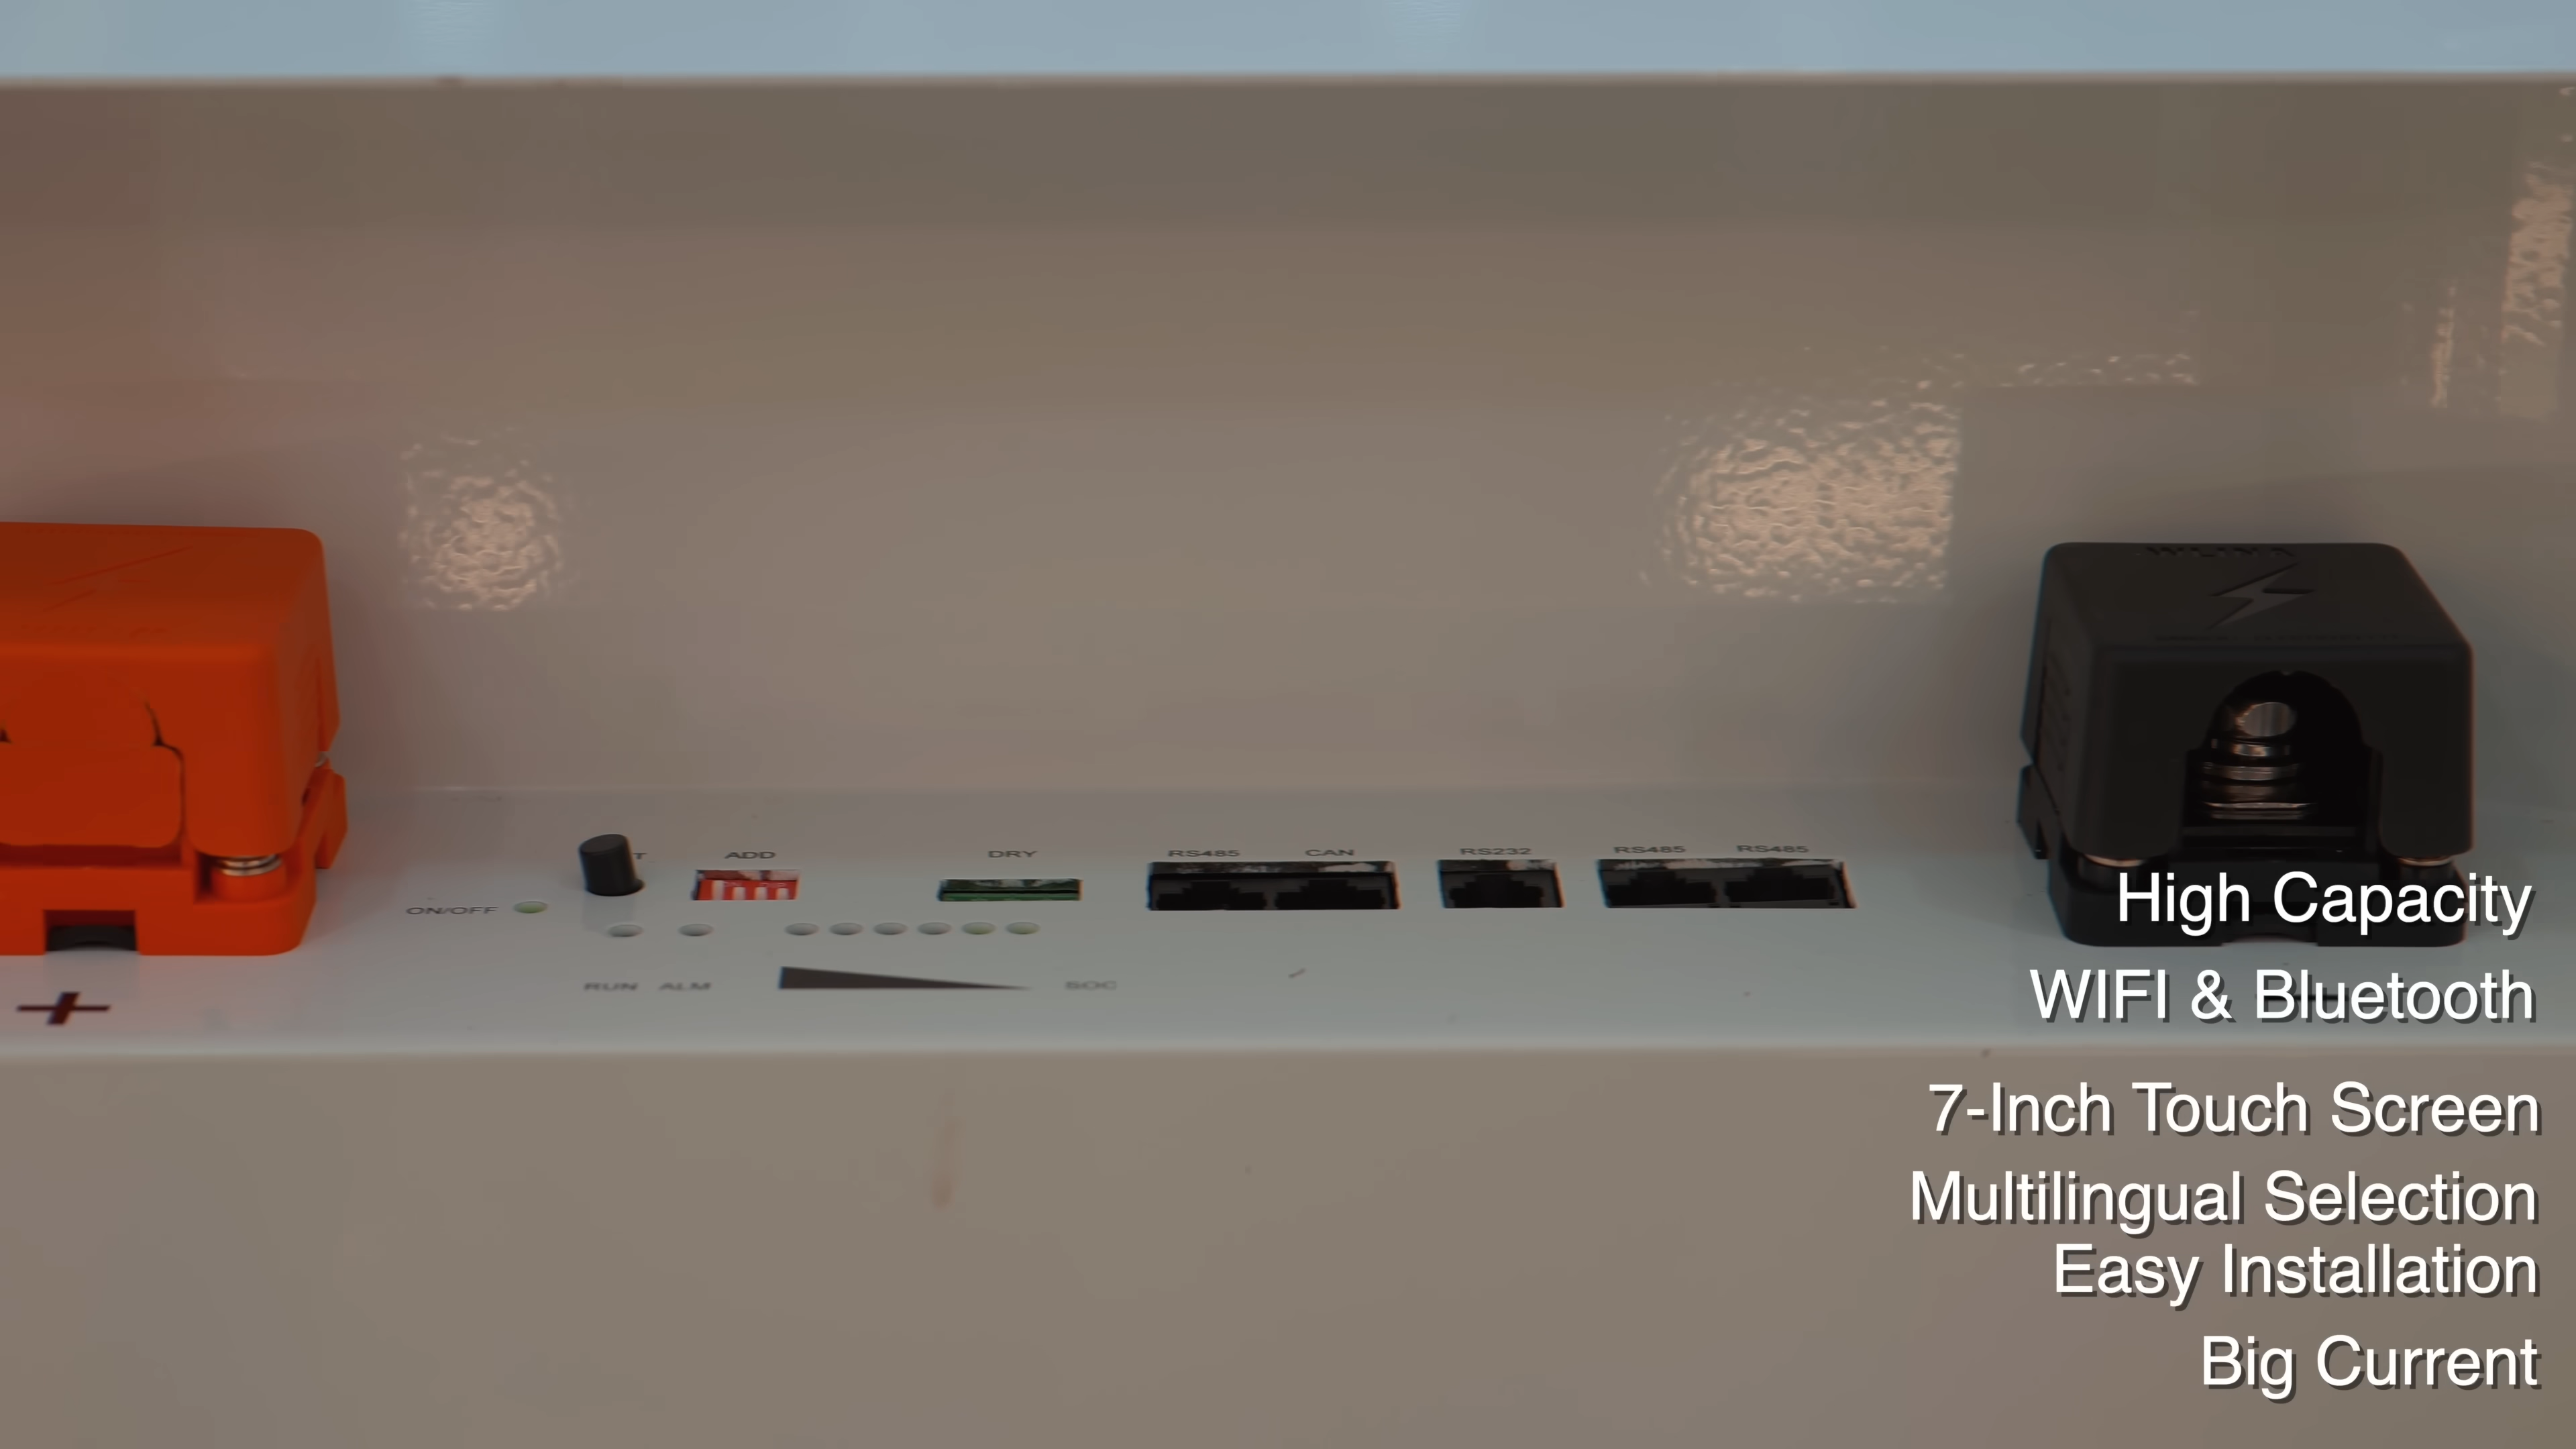 ADD
DRY
RS485 CAN
RS232
RS485 RS485
ON/OFF
RUN ALM
SOC
+
High Capacity
WIFI & Bluetooth
7-Inch Touch Screen
Multilingual Selection
Easy Installation
Big Current